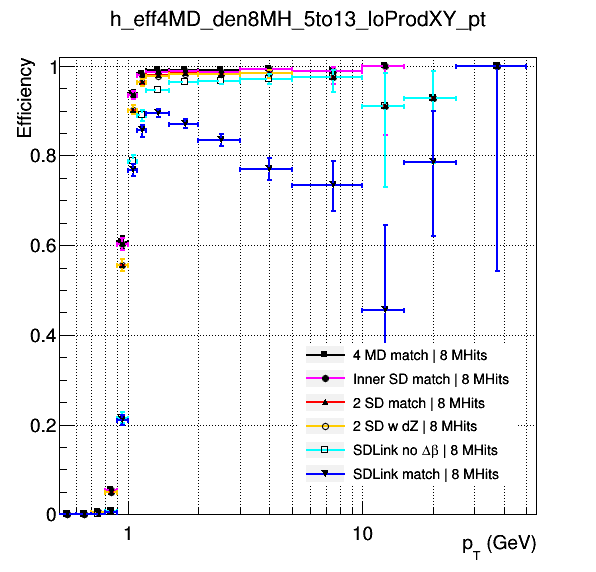 h_eff4MD_den8MH_5to13_loProdXY_pt
Efficiency
1
0.8
0.6
0.4
0.2
0
4 MD match | 8 MHits
Inner SD match | 8 MHits
2 SD match | 8 MHits
2 SD w dZ | 8 MHits
SDLink no Δβ | 8 MHits
SDLink match | 8 MHits
1
10
p_T (GeV)